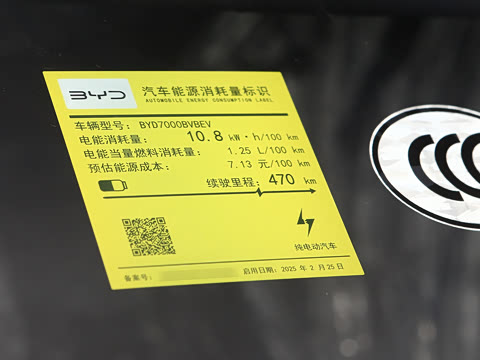 BYD 汽车能源消耗量标识
AUTOMOBILE ENERGY CONSUMPTION LABEL
车辆型号: BYD7000BVBEV
电能消耗量: 10.8 kW·h/100 km
电能当量燃料消耗量: 1.25 L/100 km
预估能源成本: 7.13 元/100 km
续驶里程: 470 km
纯电动汽车
备案号:
启用日期: 2025 年 2 月 25 日
CCC